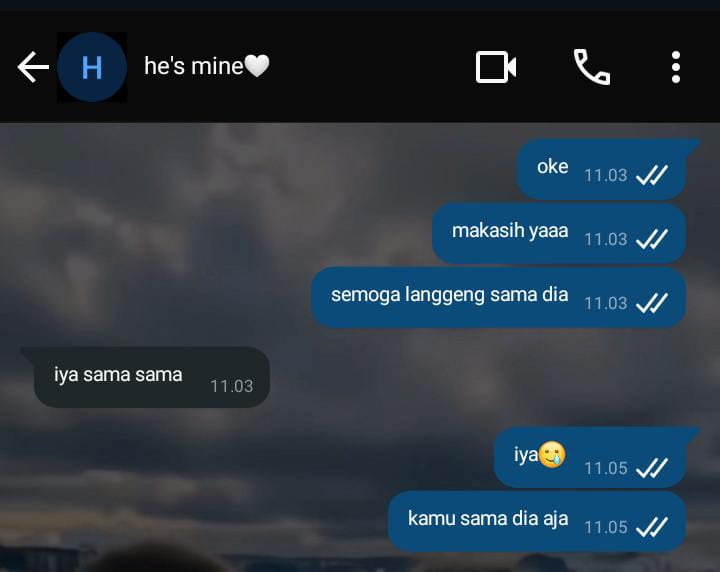 H he's mine🤍
oke 11.03
makasih yaaa 11.03
semoga langgeng sama dia 11.03
iya sama sama 11.03
iya🥲 11.05
kamu sama dia aja 11.05